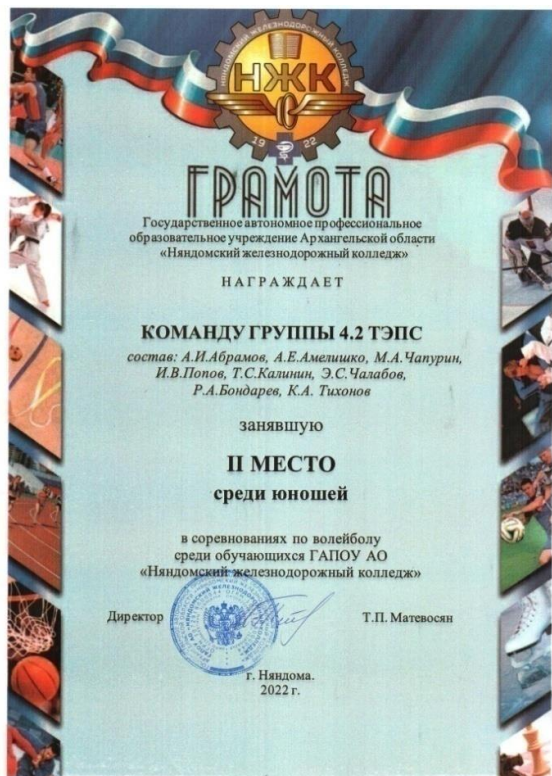 НЯНДОМСКИЙ ЖЕЛЕЗНОДОРОЖНЫЙ КОЛЛЕДЖ
НЖК
1922
ГРАМОТА
Государственное автономное профессиональное
образовательное учреждение Архангельской области
«Няндомский железнодорожный колледж»
НАГРАЖДАЕТ
КОМАНДУ ГРУППЫ 4.2 ТЭПС
состав: А.И.Абрамов, А.Е.Амелишко, М.А.Чапурин,
И.В.Попов, Т.С.Калинин, Э.С.Чалабов,
Р.А.Бондарев, К.А. Тихонов
занявшую
II МЕСТО
среди юношей
в соревнованиях по волейболу
среди обучающихся ГАПОУ АО
«Няндомский железнодорожный колледж»
Директор Т.П. Матевосян
г. Няндома.
2022 г.